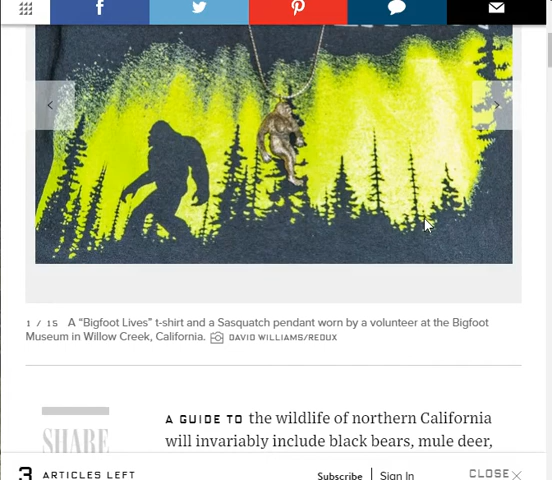 1 / 15 A “Bigfoot Lives” t-shirt and a Sasquatch pendant worn by a volunteer at the Bigfoot
Museum in Willow Creek, California. DAVID WILLIAMS/REDUX
A GUIDE TO the wildlife of northern California
will invariably include black bears, mule deer,
SHARE
3 ARTICLES LEFT
Subscribe | Sign In
CLOSE